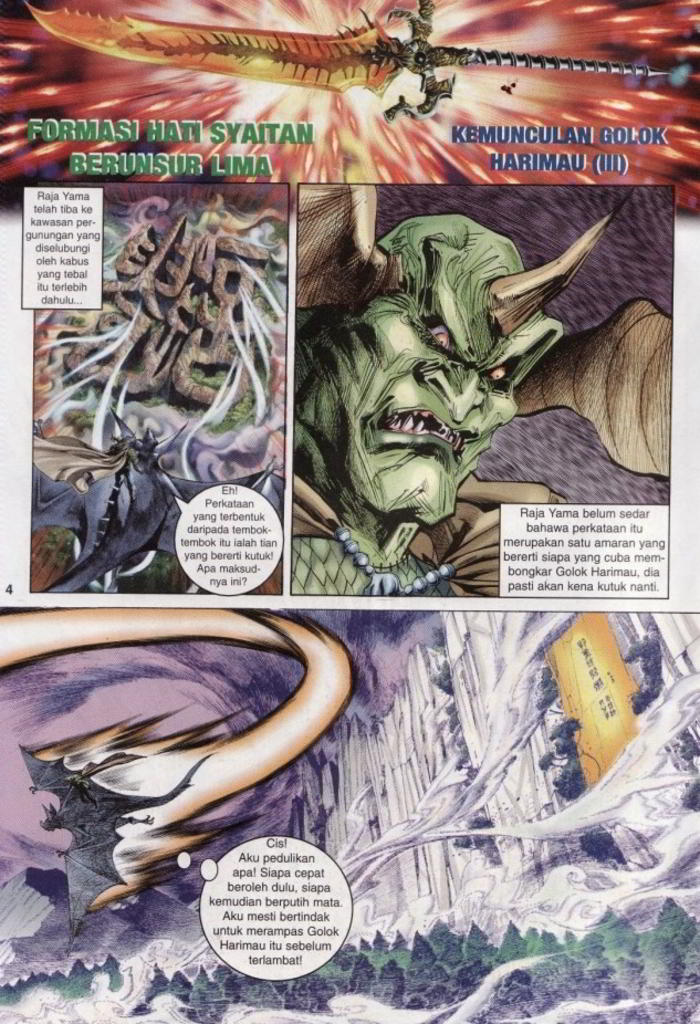 FORMASI HATI SYAITAN
BERUNSUR LIMA
KEMUNCULAN GOLOK
HARIMAU (III)
Raja Yama
telah tiba ke
kawasan per-
gunungan yang
diselubungi
oleh kabus
yang tebal
itu terlebih
dahulu...
Eh!
Perkataan
yang terbentuk
daripada tembok-
tembok itu ialah tian
yang bererti kutuk!
Apa maksud-
nya ini?
Raja Yama belum sedar
bahawa perkataan itu
merupakan satu amaran yang
bererti siapa yang cuba mem-
bongkar Golok Harimau, dia
pasti akan kena kutuk nanti.
4
Cis!
Aku pedulikan
apa! Siapa cepat
beroleh dulu, siapa
kemudian berputih mata.
Aku mesti bertindak
untuk merampas Golok
Harimau itu sebelum
terlambat!